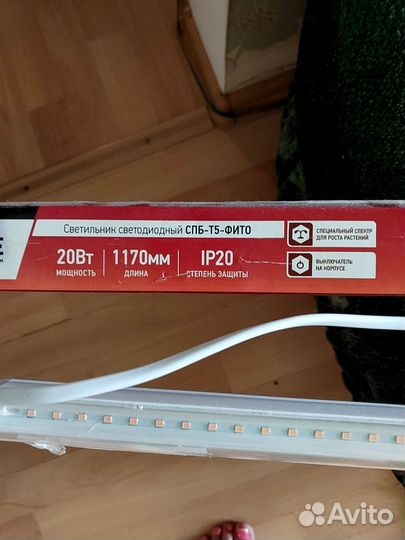 Светильник светодиодный СПБ-Т5-ФИТО
20Вт
МОЩНОСТЬ
1170мм
ДЛИНА
IP20
СТЕПЕНЬ ЗАЩИТЫ
СПЕЦИАЛЬНЫЙ СПЕКТР
ДЛЯ РОСТА РАСТЕНИЙ
ВЫКЛЮЧАТЕЛЬ
НА КОРПУСЕ
Avito